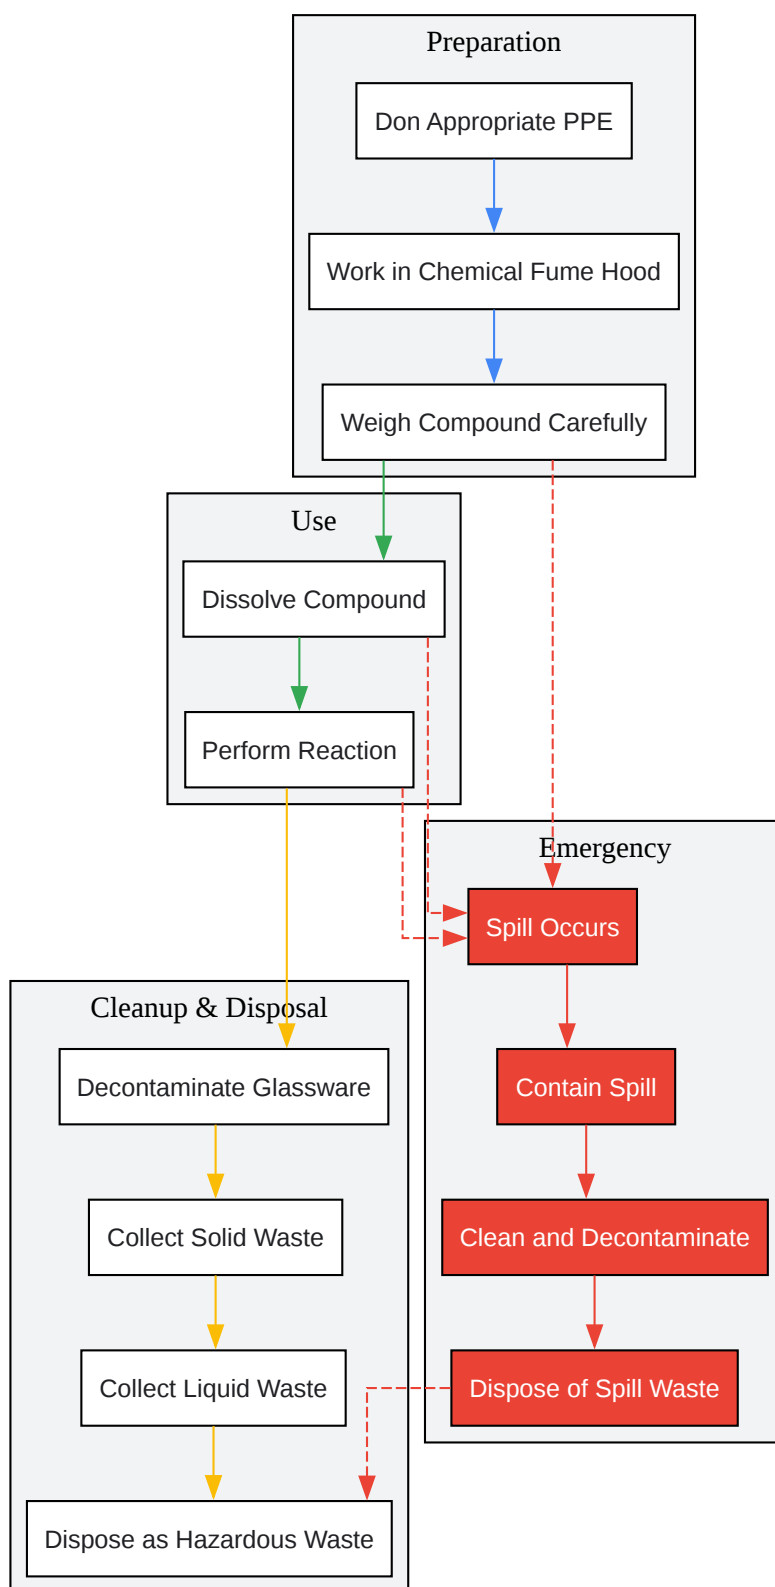 Preparation
Don Appropriate PPE
Work in Chemical Fume Hood
Weigh Compound Carefully
Use
Dissolve Compound
Perform Reaction
Emergency
Spill Occurs
Contain Spill
Clean and Decontaminate
Dispose of Spill Waste
Cleanup & Disposal
Decontaminate Glassware
Collect Solid Waste
Collect Liquid Waste
Dispose as Hazardous Waste